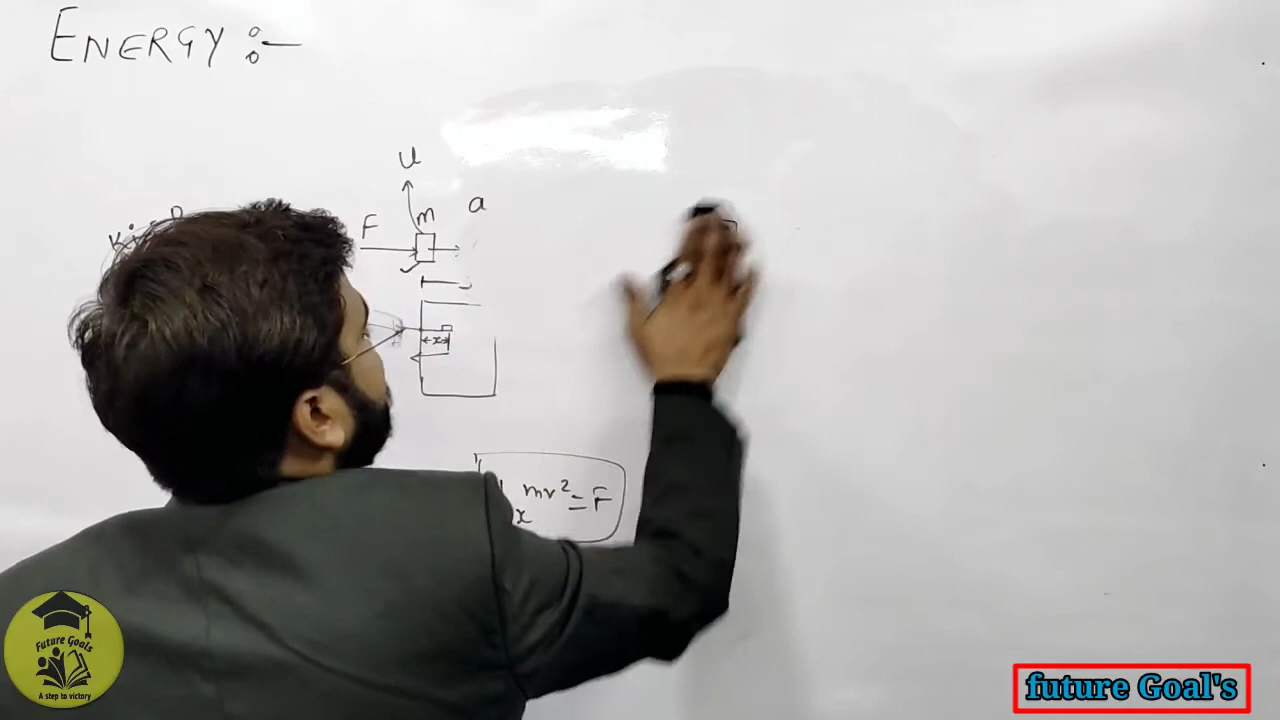 ENERGY :-
u
F
m
a
x
mv² = F
x
Future Goals
A step to victory
future Goal's